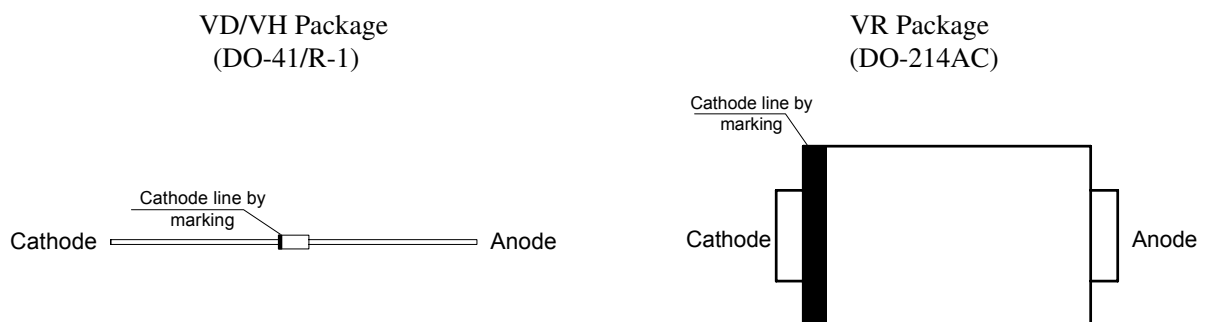 VD/VH Package
(DO-41/R-1)
Cathode line by
marking
Cathode
Anode
VR Package
(DO-214AC)
Cathode line by
marking
Cathode
Anode